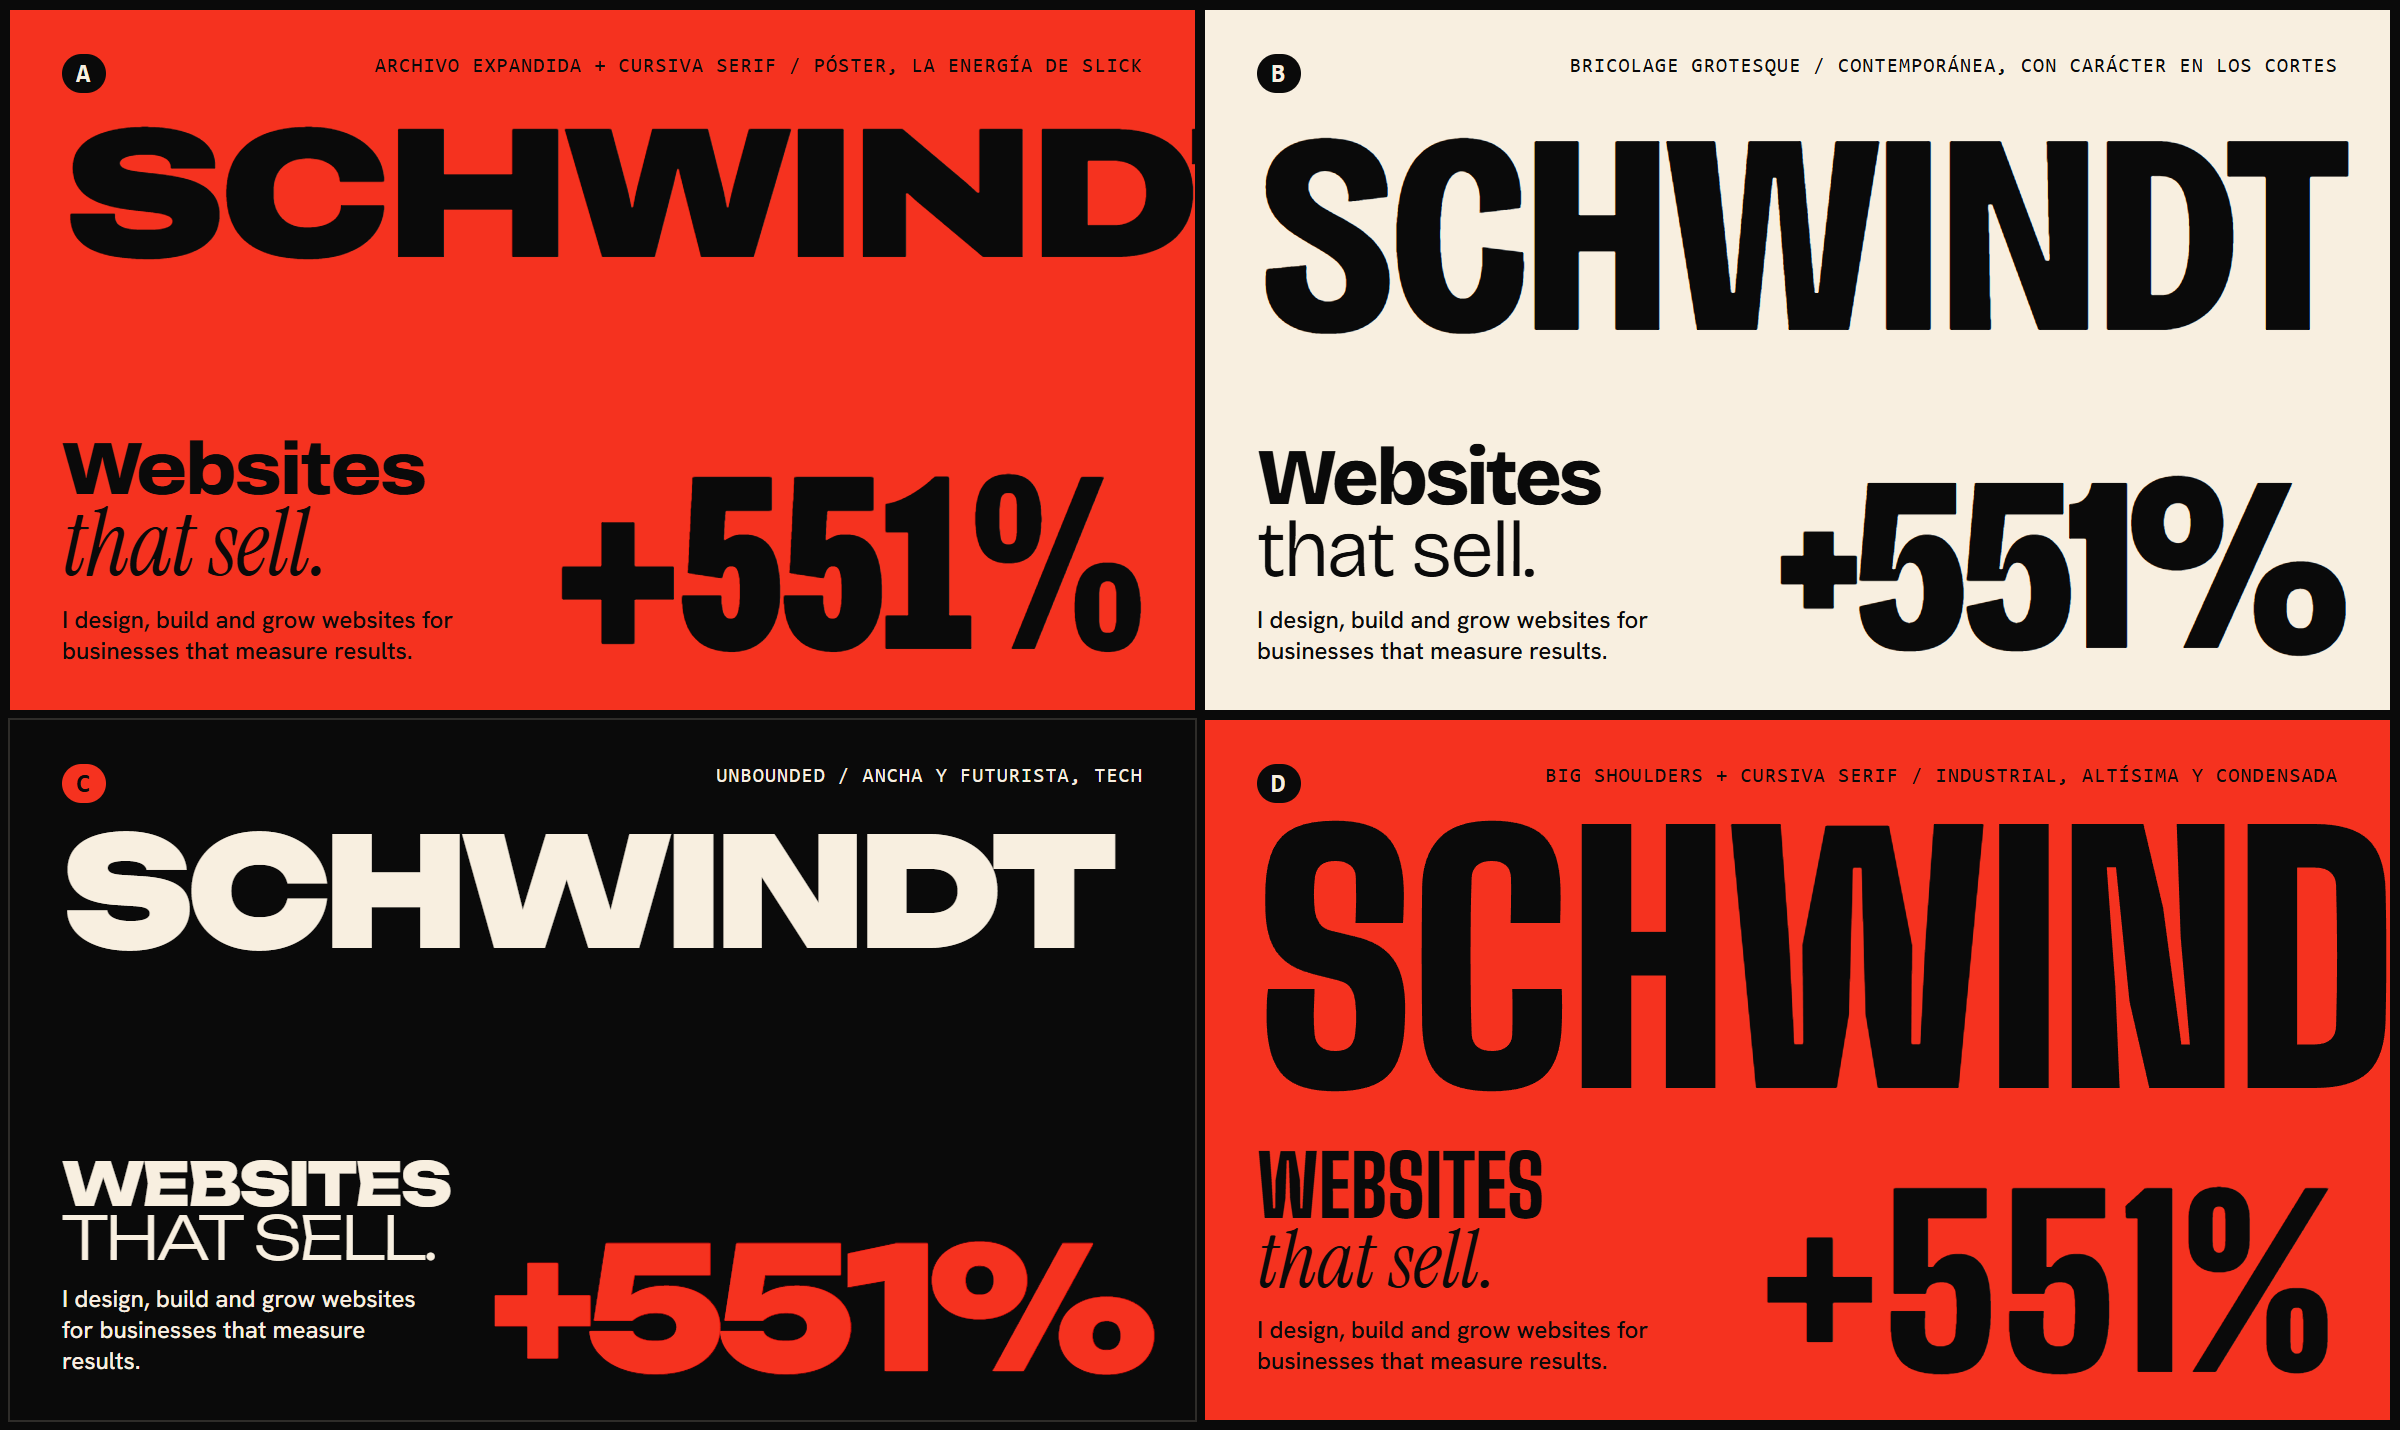 A
ARCHIVO EXPANDIDA + CURSIVA SERIF / PÓSTER, LA ENERGÍA DE SLICK
SCHWIND
Websites
that sell.
I design, build and grow websites for
businesses that measure results.
+551%
B
BRICOLAGE GROTESQUE / CONTEMPORÁNEA, CON CARÁCTER EN LOS CORTES
SCHWINDT
Websites
that sell.
I design, build and grow websites for
businesses that measure results.
+551%
C
UNBOUNDED / ANCHA Y FUTURISTA, TECH
SCHWINDT
WEBSITES
THAT SELL.
I design, build and grow websites
for businesses that measure
results.
+551%
D
BIG SHOULDERS + CURSIVA SERIF / INDUSTRIAL, ALTÍSIMA Y CONDENSADA
SCHWIND
WEBSITES
that sell.
I design, build and grow websites for
businesses that measure results.
+551%